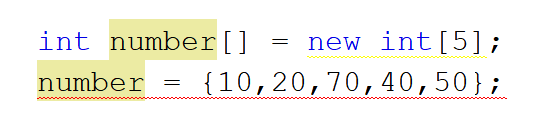 int number[] = new int[5];
number = {10,20,70,40,50};